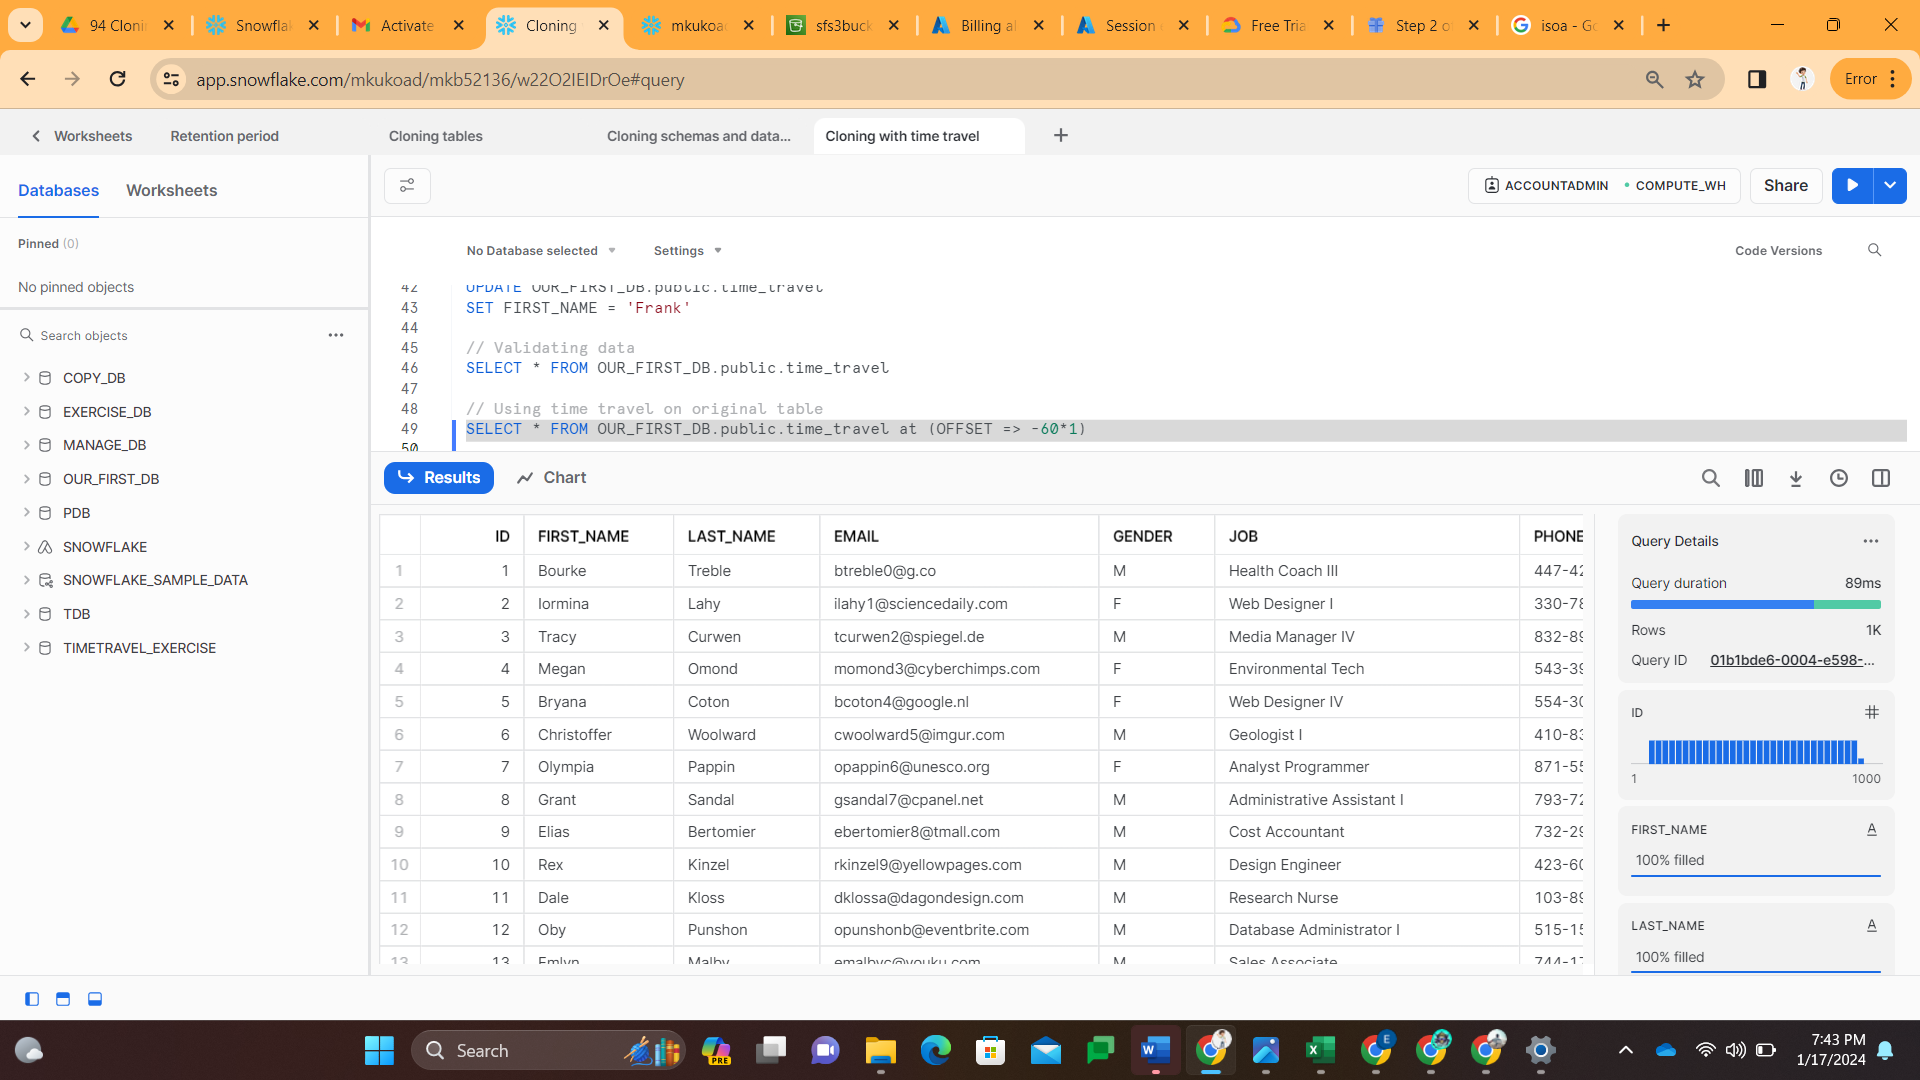 94 Cloni
Snowflak
Activate
Cloning
mkukoad
sfs3buck
Billing al
Session
Free Tria
Step 2 o
isoa - Go
app.snowflake.com/mkukoad/mkb52136/w22O2IEIDrOe#query
Error
Worksheets
Retention period
Cloning tables
Cloning schemas and data...
Cloning with time travel
Databases
Worksheets
ACCOUNTADMIN
COMPUTE_WH
Share
Pinned (0)
No pinned objects
No Database selected
Settings
Code Versions
Search objects
COPY_DB
EXERCISE_DB
MANAGE_DB
OUR_FIRST_DB
PDB
SNOWFLAKE
SNOWFLAKE_SAMPLE_DATA
TDB
TIMETRAVEL_EXERCISE
42 UPDATE OUR_FIRST_DB.public.time_travel
43 SET FIRST_NAME = 'Frank'
44
45 // Validating data
46 SELECT * FROM OUR_FIRST_DB.public.time_travel
47
48 // Using time travel on original table
49 SELECT * FROM OUR_FIRST_DB.public.time_travel at (OFFSET => -60*1)
50
Results
Chart
ID FIRST_NAME LAST_NAME EMAIL GENDER JOB PHONE
1 1 Bourke Treble btreble0@g.co M Health Coach III 447-42
2 2 Iormina Lahy ilahy1@sciencedaily.com F Web Designer I 330-78
3 3 Tracy Curwen tcurwen2@spiegel.de M Media Manager IV 832-89
4 4 Megan Omond momond3@cyberchimps.com F Environmental Tech 543-39
5 5 Bryana Coton bcoton4@google.nl F Web Designer IV 554-30
6 6 Christoffer Woolward cwoolward5@imgur.com M Geologist I 410-83
7 7 Olympia Pappin opappin6@unesco.org F Analyst Programmer 871-55
8 8 Grant Sandal gsandal7@cpanel.net M Administrative Assistant I 793-72
9 9 Elias Bertomier ebertomier8@tmall.com M Cost Accountant 732-29
10 10 Rex Kinzel rkinzel9@yellowpages.com M Design Engineer 423-60
11 11 Dale Kloss dklossa@dagondesign.com M Research Nurse 103-89
12 12 Oby Punshon opunshonb@eventbrite.com M Database Administrator I 515-15
13 13 Emlyn Malby emalbyc@youku.com M Sales Associate 744-17
Query Details
Query duration 89ms
Rows 1K
Query ID 01b1bde6-0004-e598-...
ID
1 1000
FIRST_NAME
100% filled
LAST_NAME
100% filled
Search
PRE
E
7:43 PM
1/17/2024